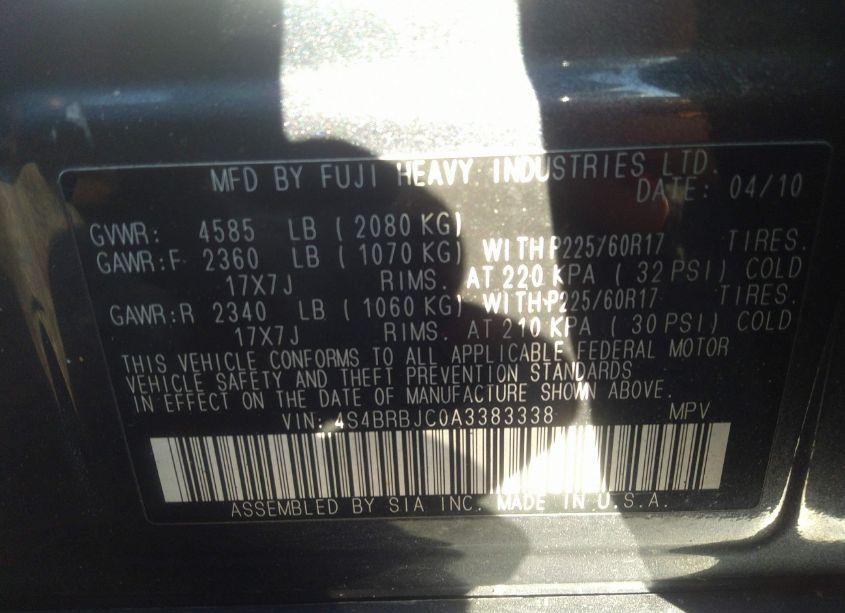 MFD BY FUJI HEAVY INDUSTRIES LTD.
DATE: 04/10
GVWR: 4585 LB ( 2080 KG)
GAWR:F 2360 LB ( 1070 KG) WITH P225/60R17 TIRES.
17X7J RIMS. AT 220 KPA ( 32 PSI) COLD
GAWR:R 2340 LB ( 1060 KG) WITH P225/60R17 TIRES.
17X7J RIMS. AT 210 KPA ( 30 PSI) COLD
THIS VEHICLE CONFORMS TO ALL APPLICABLE FEDERAL MOTOR
VEHICLE SAFETY AND THEFT PREVENTION STANDARDS
IN EFFECT ON THE DATE OF MANUFACTURE SHOWN ABOVE.
VIN: 4S4BRBJC0A3383338 MPV
ASSEMBLED BY SIA INC. MADE IN U.S.A.